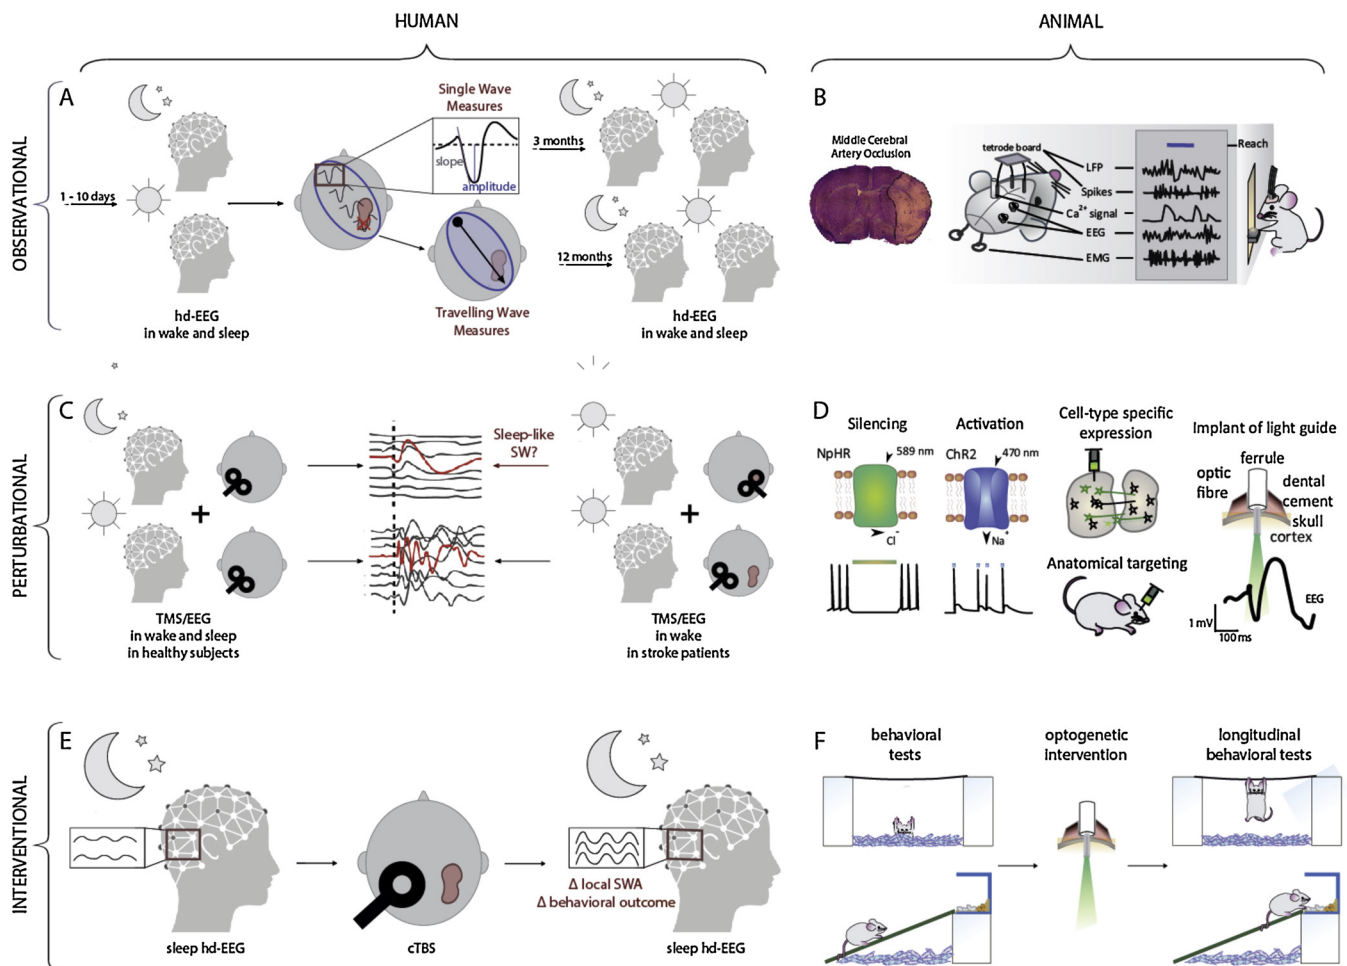 HUMAN
ANIMAL
OBSERVATIONAL
A
1 - 10 days
hd-EEG
in wake and sleep
Single Wave
Measures
slope
amplitude
Travelling Wave
Measures
3 months
12 months
hd-EEG
in wake and sleep
B
Middle Cerebral
Artery Occlusion
tetrode board
LFP
Spikes
Ca2+ signal
EEG
EMG
Reach
PERTURBATIONAL
C
+
TMS/EEG
in wake and sleep
in healthy subjects
Sleep-like
SW?
+
TMS/EEG
in wake
in stroke patients
D
Silencing
NpHR
589 nm
Cl-
Activation
ChR2
470 nm
Na+
Cell-type specific
expression
Anatomical targeting
Implant of light guide
ferrule
optic
fibre
dental
cement
skull
cortex
EEG
1 mV
100 ms
INTERVENTIONAL
E
sleep hd-EEG
cTBS
Δ local SWA
Δ behavioral outcome
sleep hd-EEG
F
behavioral
tests
optogenetic
intervention
longitudinal
behavioral tests